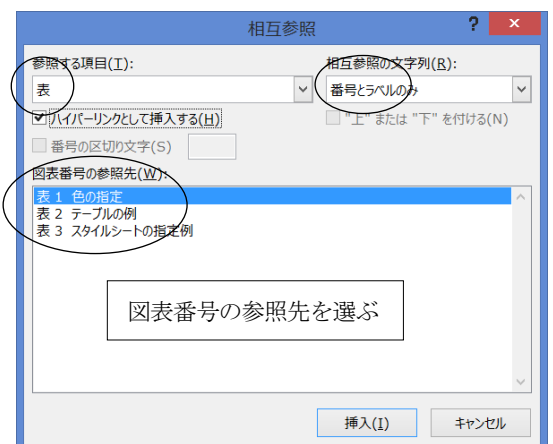 相互参照
? ×
参照する項目(T): 相互参照の文字列(R):
表 番号とラベルのみ
ハイパーリンクとして挿入する(H) "上" または "下" を付ける(N)
番号の区切り文字(S)
図表番号の参照先(W):
表 1 色の指定
表 2 テーブルの例
表 3 スタイルシートの指定例
図表番号の参照先を選ぶ
挿入(I) キャンセル